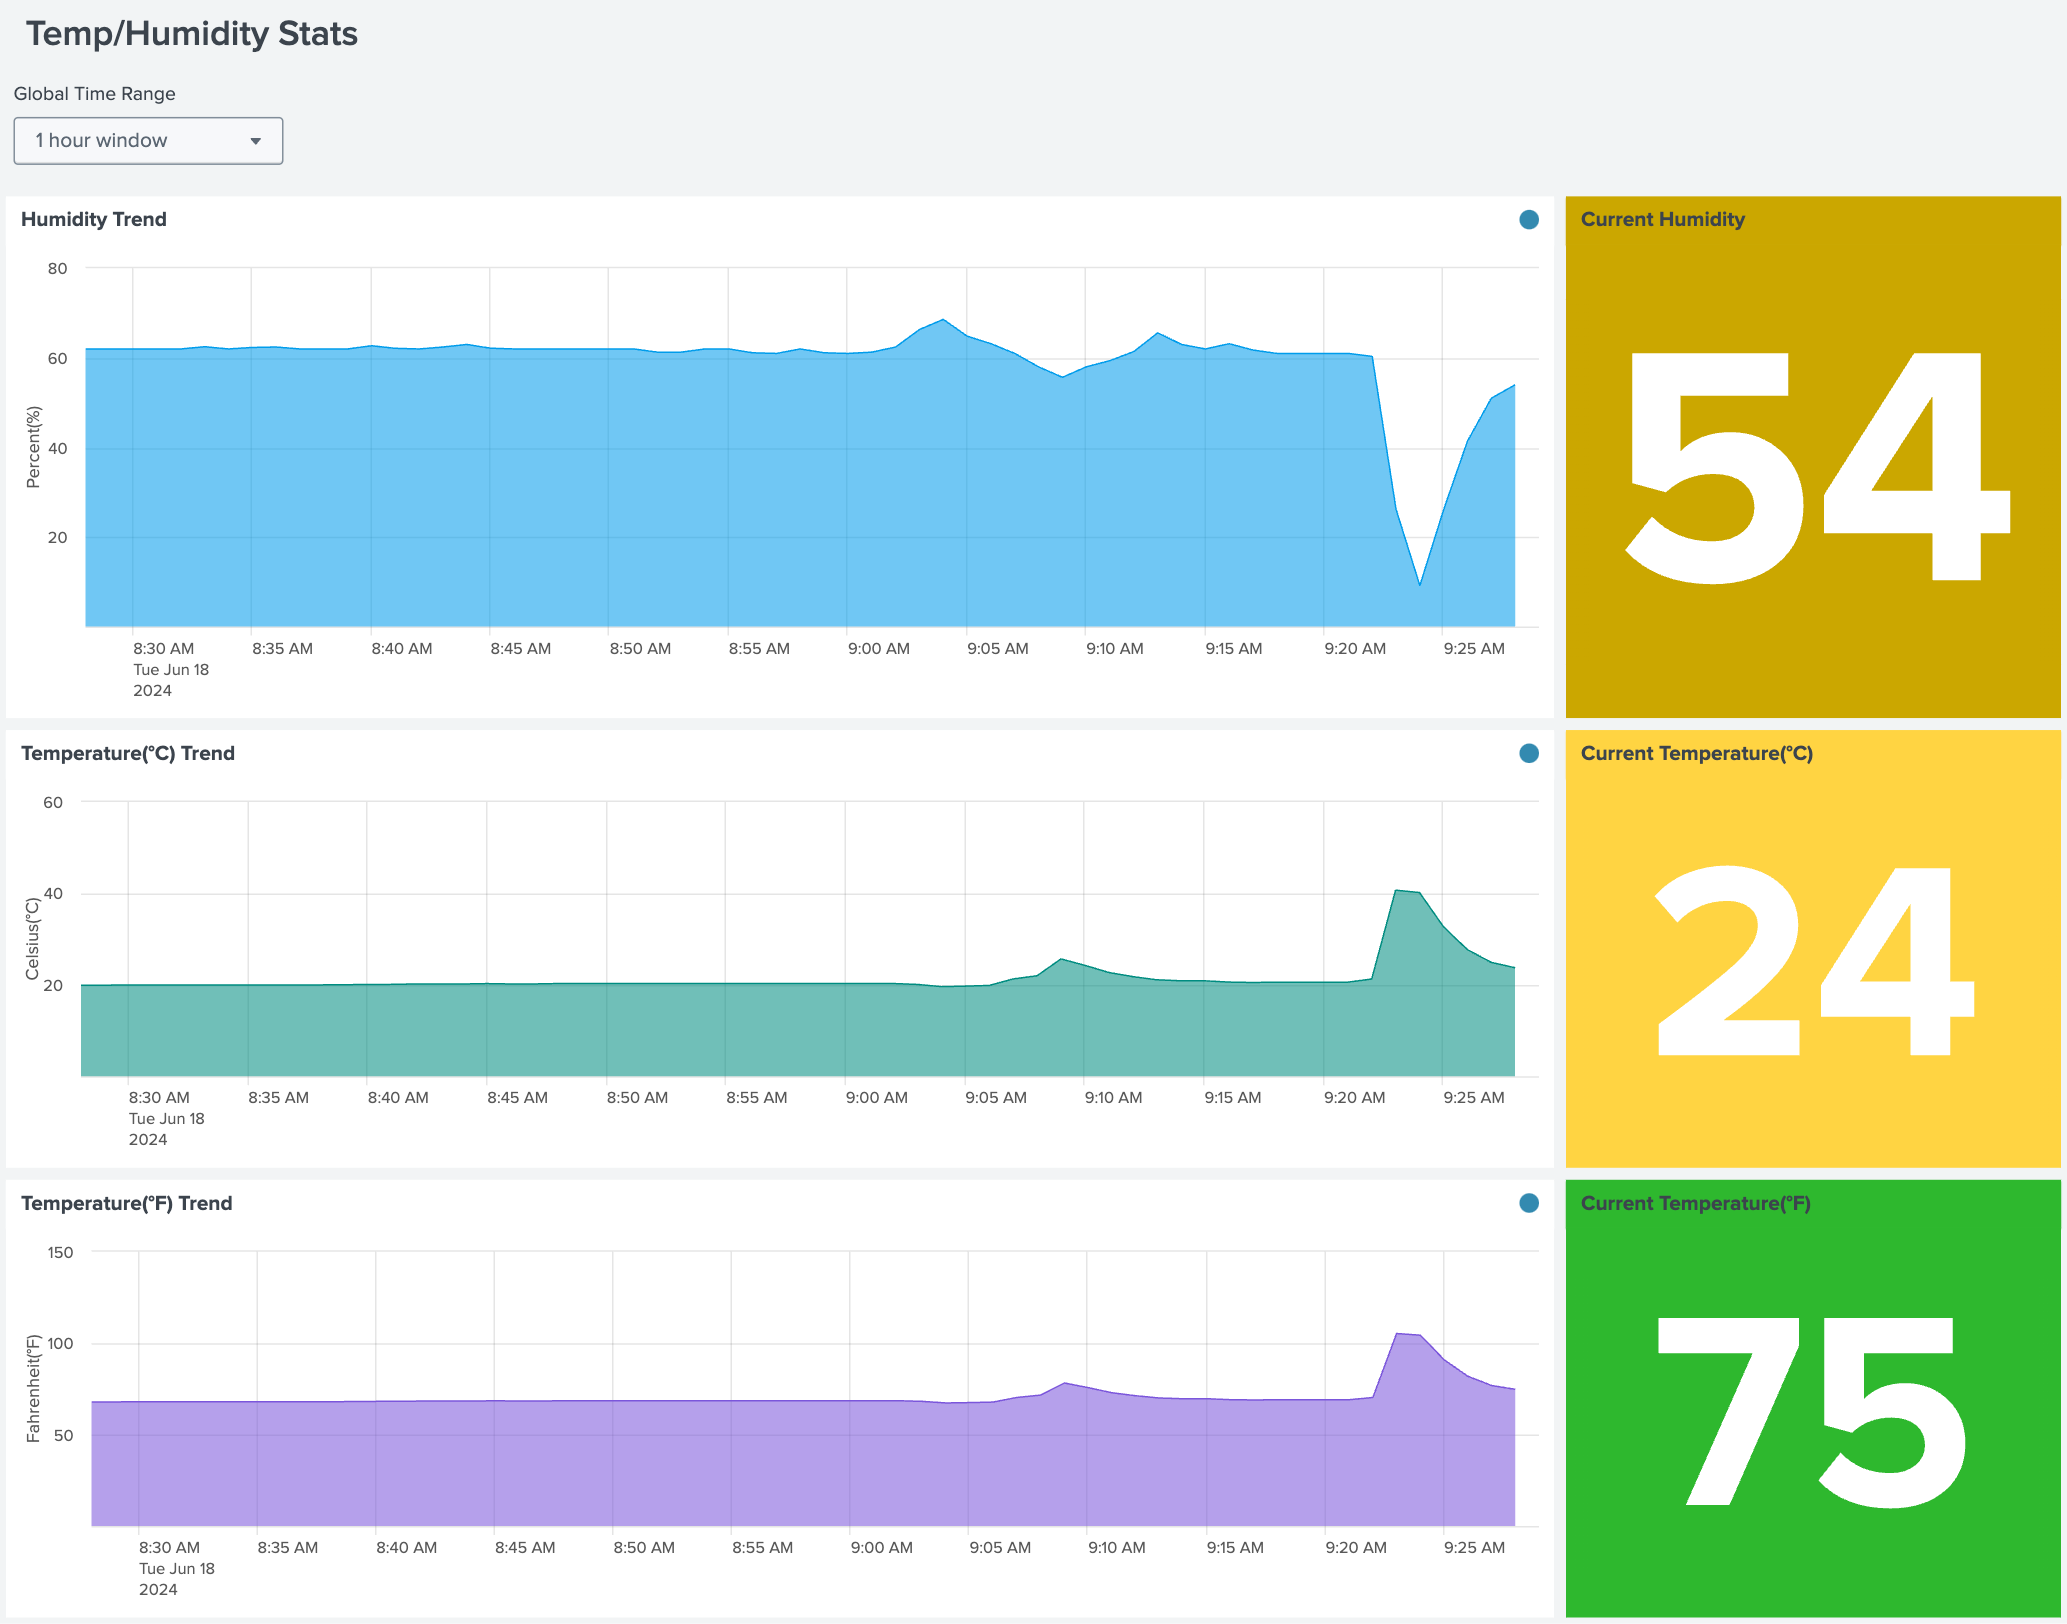 Temp/Humidity Stats
Global Time Range
1 hour window
Humidity Trend
80
60
40
20
Percent(%)
8:30 AM 8:35 AM 8:40 AM 8:45 AM 8:50 AM 8:55 AM 9:00 AM 9:05 AM 9:10 AM 9:15 AM 9:20 AM 9:25 AM
Tue Jun 18
2024
Current Humidity
54
Temperature(°C) Trend
60
40
20
Celsius(°C)
8:30 AM 8:35 AM 8:40 AM 8:45 AM 8:50 AM 8:55 AM 9:00 AM 9:05 AM 9:10 AM 9:15 AM 9:20 AM 9:25 AM
Tue Jun 18
2024
Current Temperature(°C)
24
Temperature(°F) Trend
150
100
50
Fahrenheit(°F)
8:30 AM 8:35 AM 8:40 AM 8:45 AM 8:50 AM 8:55 AM 9:00 AM 9:05 AM 9:10 AM 9:15 AM 9:20 AM 9:25 AM
Tue Jun 18
2024
Current Temperature(°F)
75